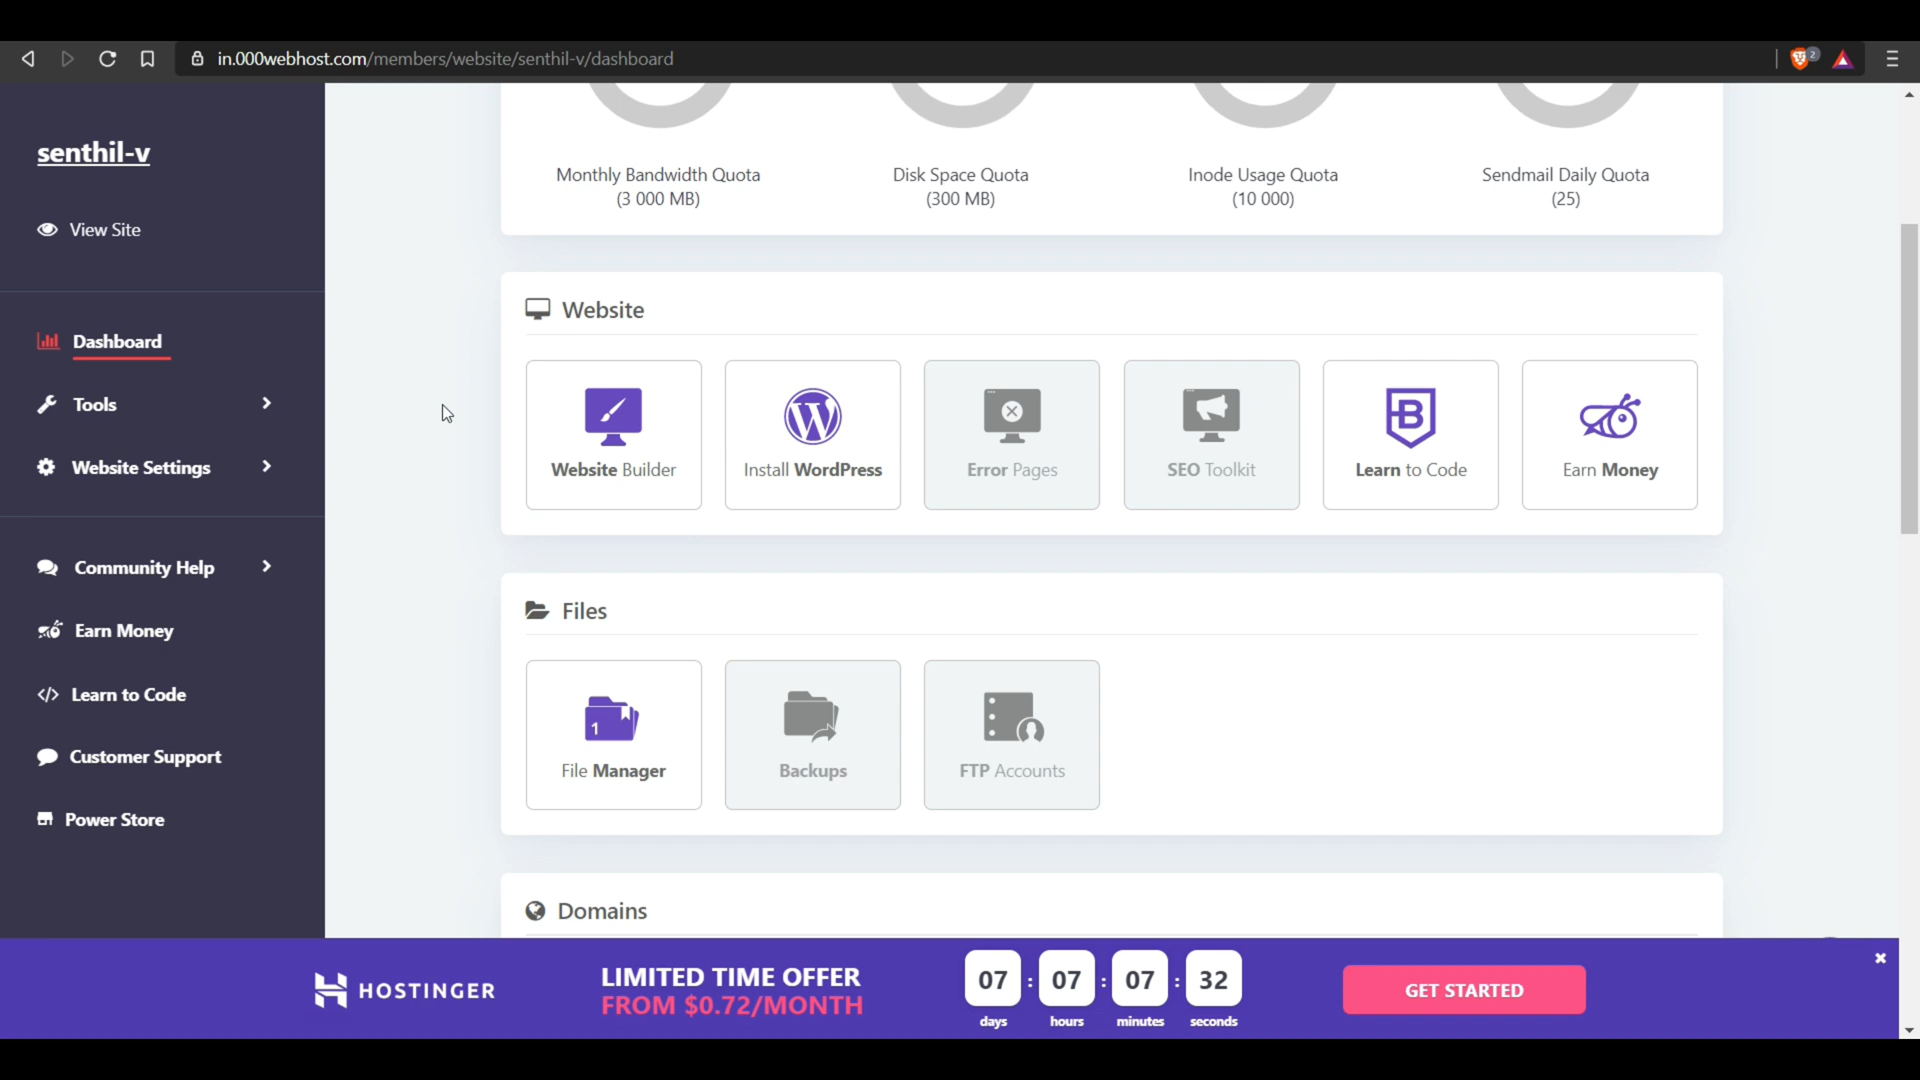 in.000webhost.com/members/website/senthil-v/dashboard
2
senthil-v
View Site
Dashboard
Tools
Website Settings
Community Help
Earn Money
Learn to Code
Customer Support
Power Store
Monthly Bandwidth Quota
(3 000 MB)
Disk Space Quota
(300 MB)
Inode Usage Quota
(10 000)
Sendmail Daily Quota
(25)
Website
Website Builder
Install WordPress
Error Pages
SEO Toolkit
Learn to Code
Earn Money
Files
1
File Manager
Backups
FTP Accounts
Domains
HOSTINGER
LIMITED TIME OFFER
FROM $0.72/MONTH
07 : 07 : 07 : 32
days hours minutes seconds
GET STARTED